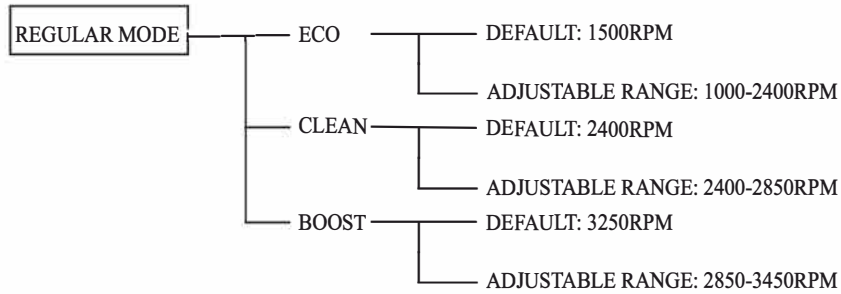 REGULAR MODE
ECO
DEFAULT: 1500RPM
ADJUSTABLE RANGE: 1000-2400RPM
CLEAN
DEFAULT: 2400RPM
ADJUSTABLE RANGE: 2400-2850RPM
BOOST
DEFAULT: 3250RPM
ADJUSTABLE RANGE: 2850-3450RPM